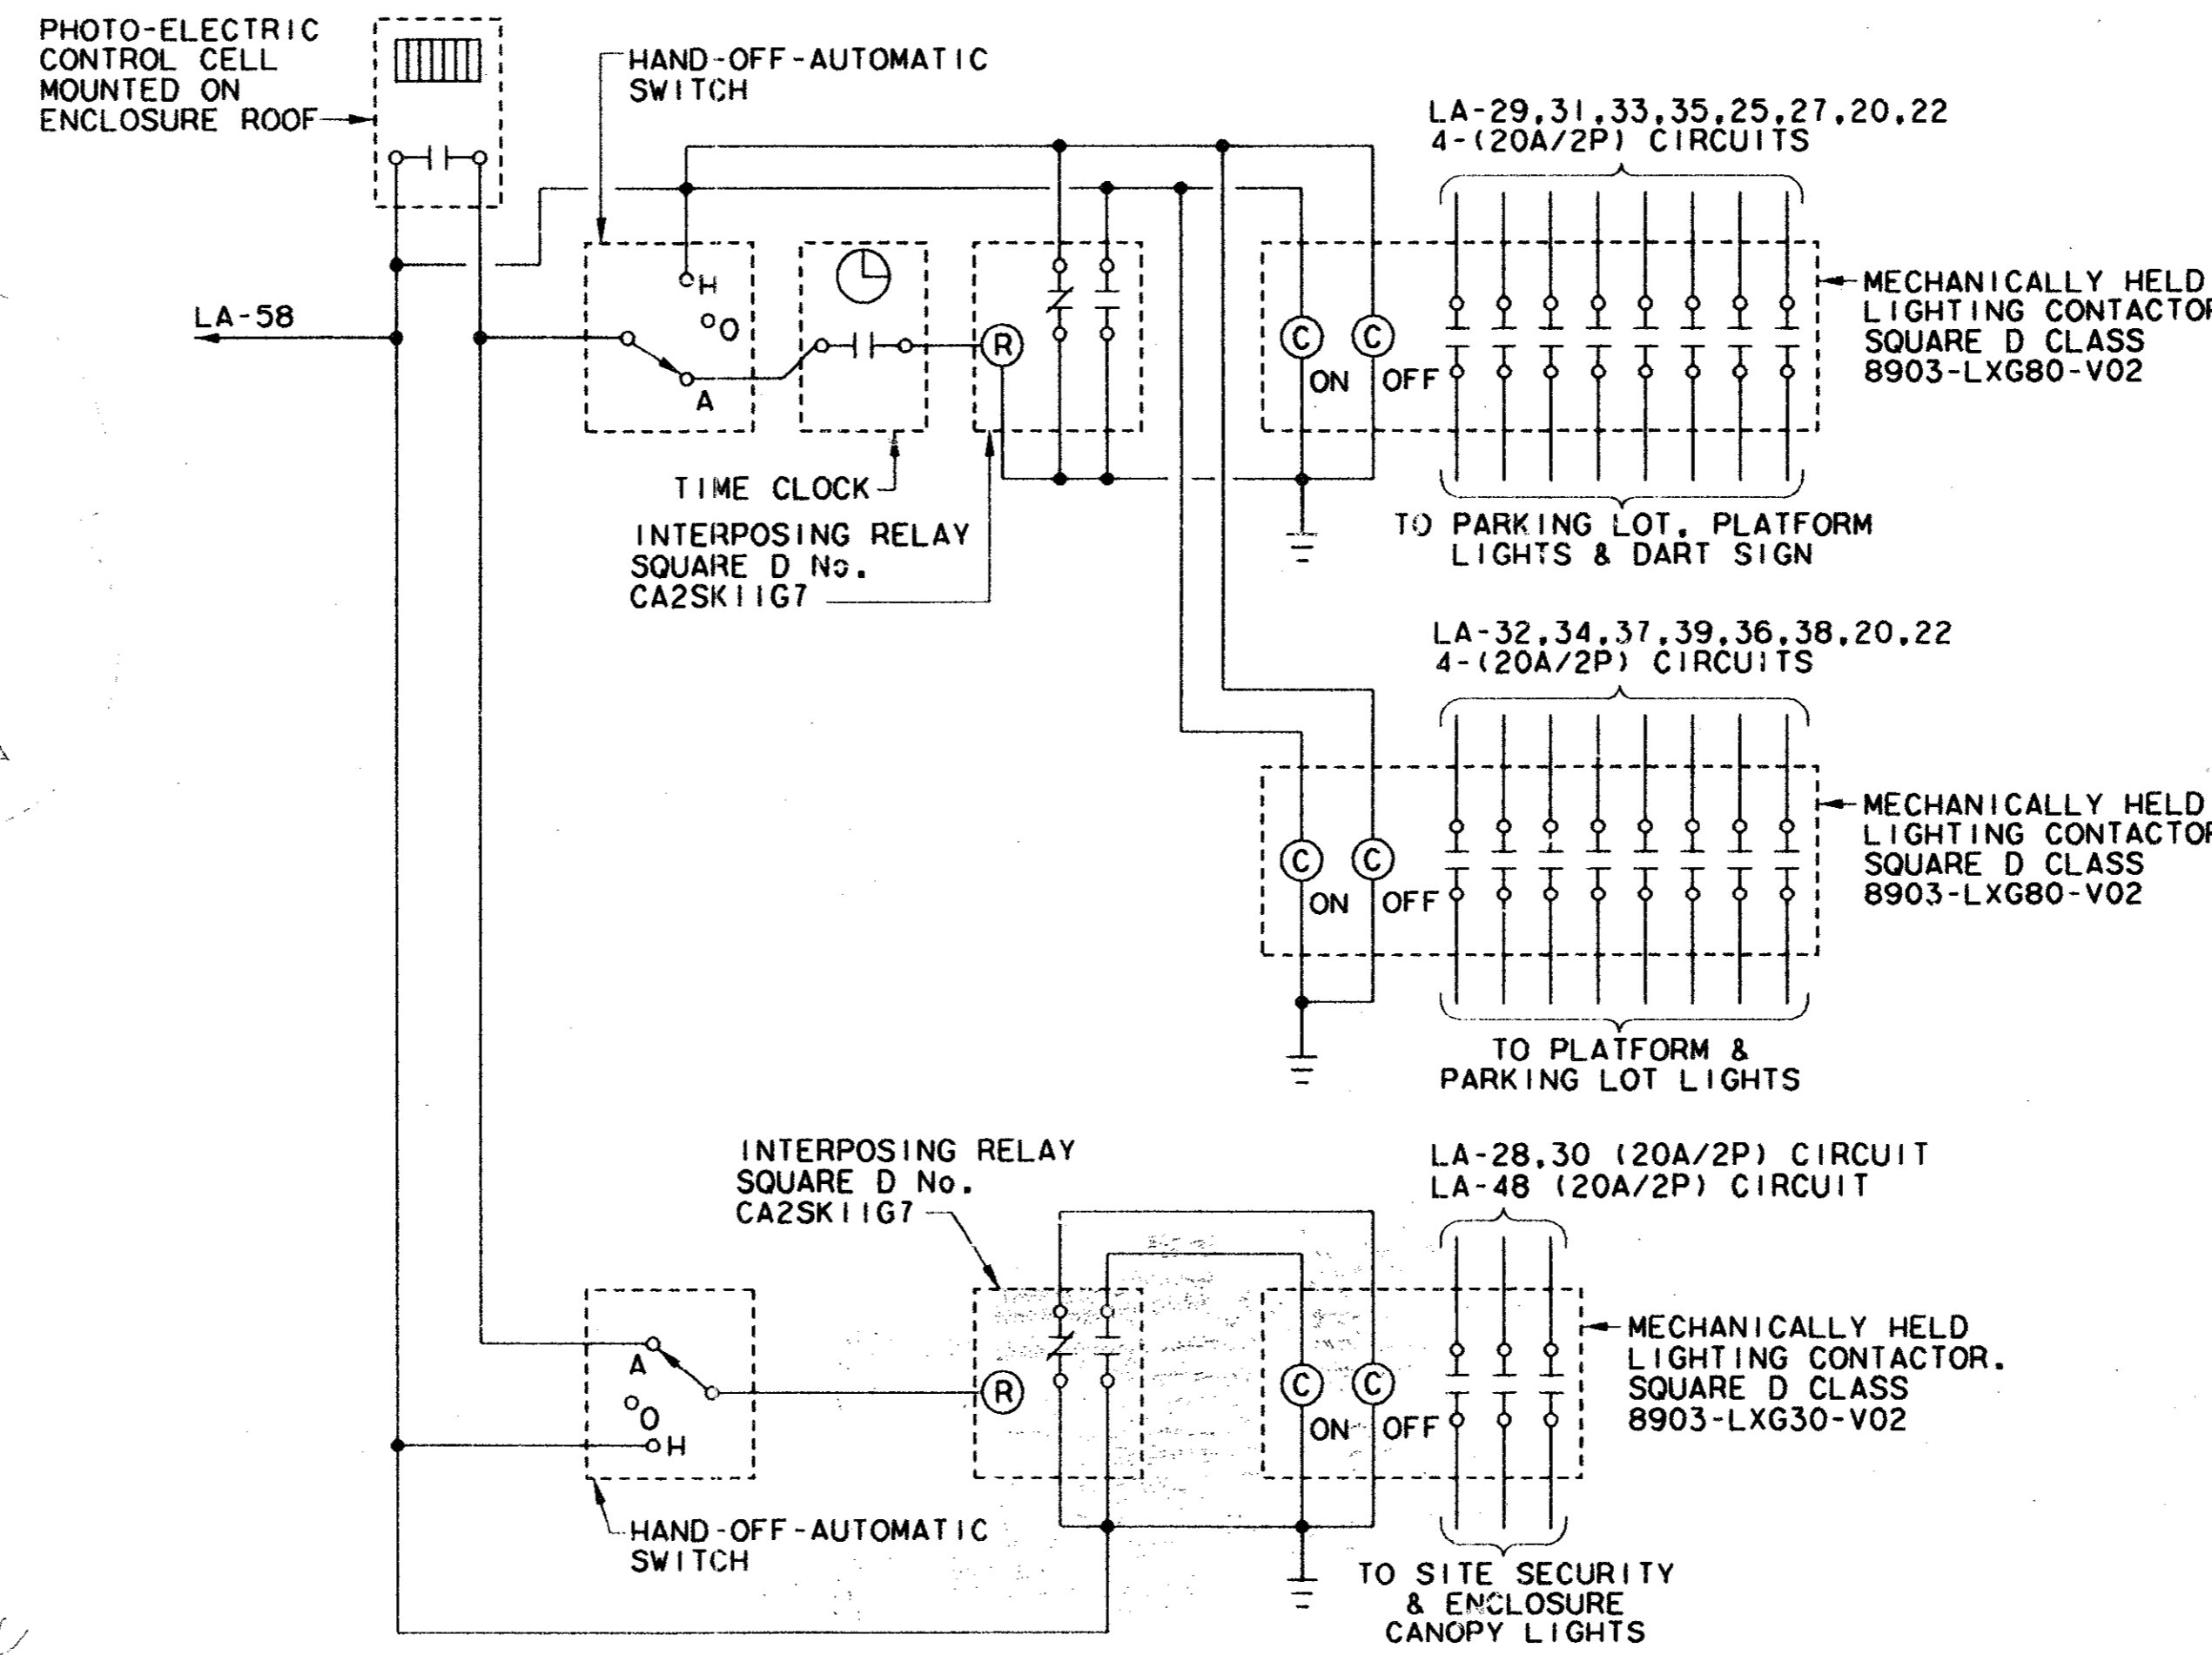 PHOTO-ELECTRIC
CONTROL CELL
MOUNTED ON
ENCLOSURE ROOF
HAND-OFF-AUTOMATIC
SWITCH
LA-29,31,33,35,25,27,20,22
4-(20A/2P) CIRCUITS
LA-58
H
O
A
R
C
C
ON
OFF
MECHANICALLY HELD
LIGHTING CONTACTOR
SQUARE D CLASS
8903-LXG80-V02
TIME CLOCK
INTERPOSING RELAY
SQUARE D No.
CA2SK11G7
TO PARKING LOT, PLATFORM
LIGHTS & DART SIGN
LA-32,34,37,39,36,38,20,22
4-(20A/2P) CIRCUITS
C
C
ON
OFF
MECHANICALLY HELD
LIGHTING CONTACTOR
SQUARE D CLASS
8903-LXG80-V02
TO PLATFORM &
PARKING LOT LIGHTS
INTERPOSING RELAY
SQUARE D No.
CA2SK11G7
LA-28,30 (20A/2P) CIRCUIT
LA-48 (20A/2P) CIRCUIT
A
O
H
R
C
C
ON
OFF
MECHANICALLY HELD
LIGHTING CONTACTOR.
SQUARE D CLASS
8903-LXG30-V02
HAND-OFF-AUTOMATIC
SWITCH
TO SITE SECURITY
& ENCLOSURE
CANOPY LIGHTS